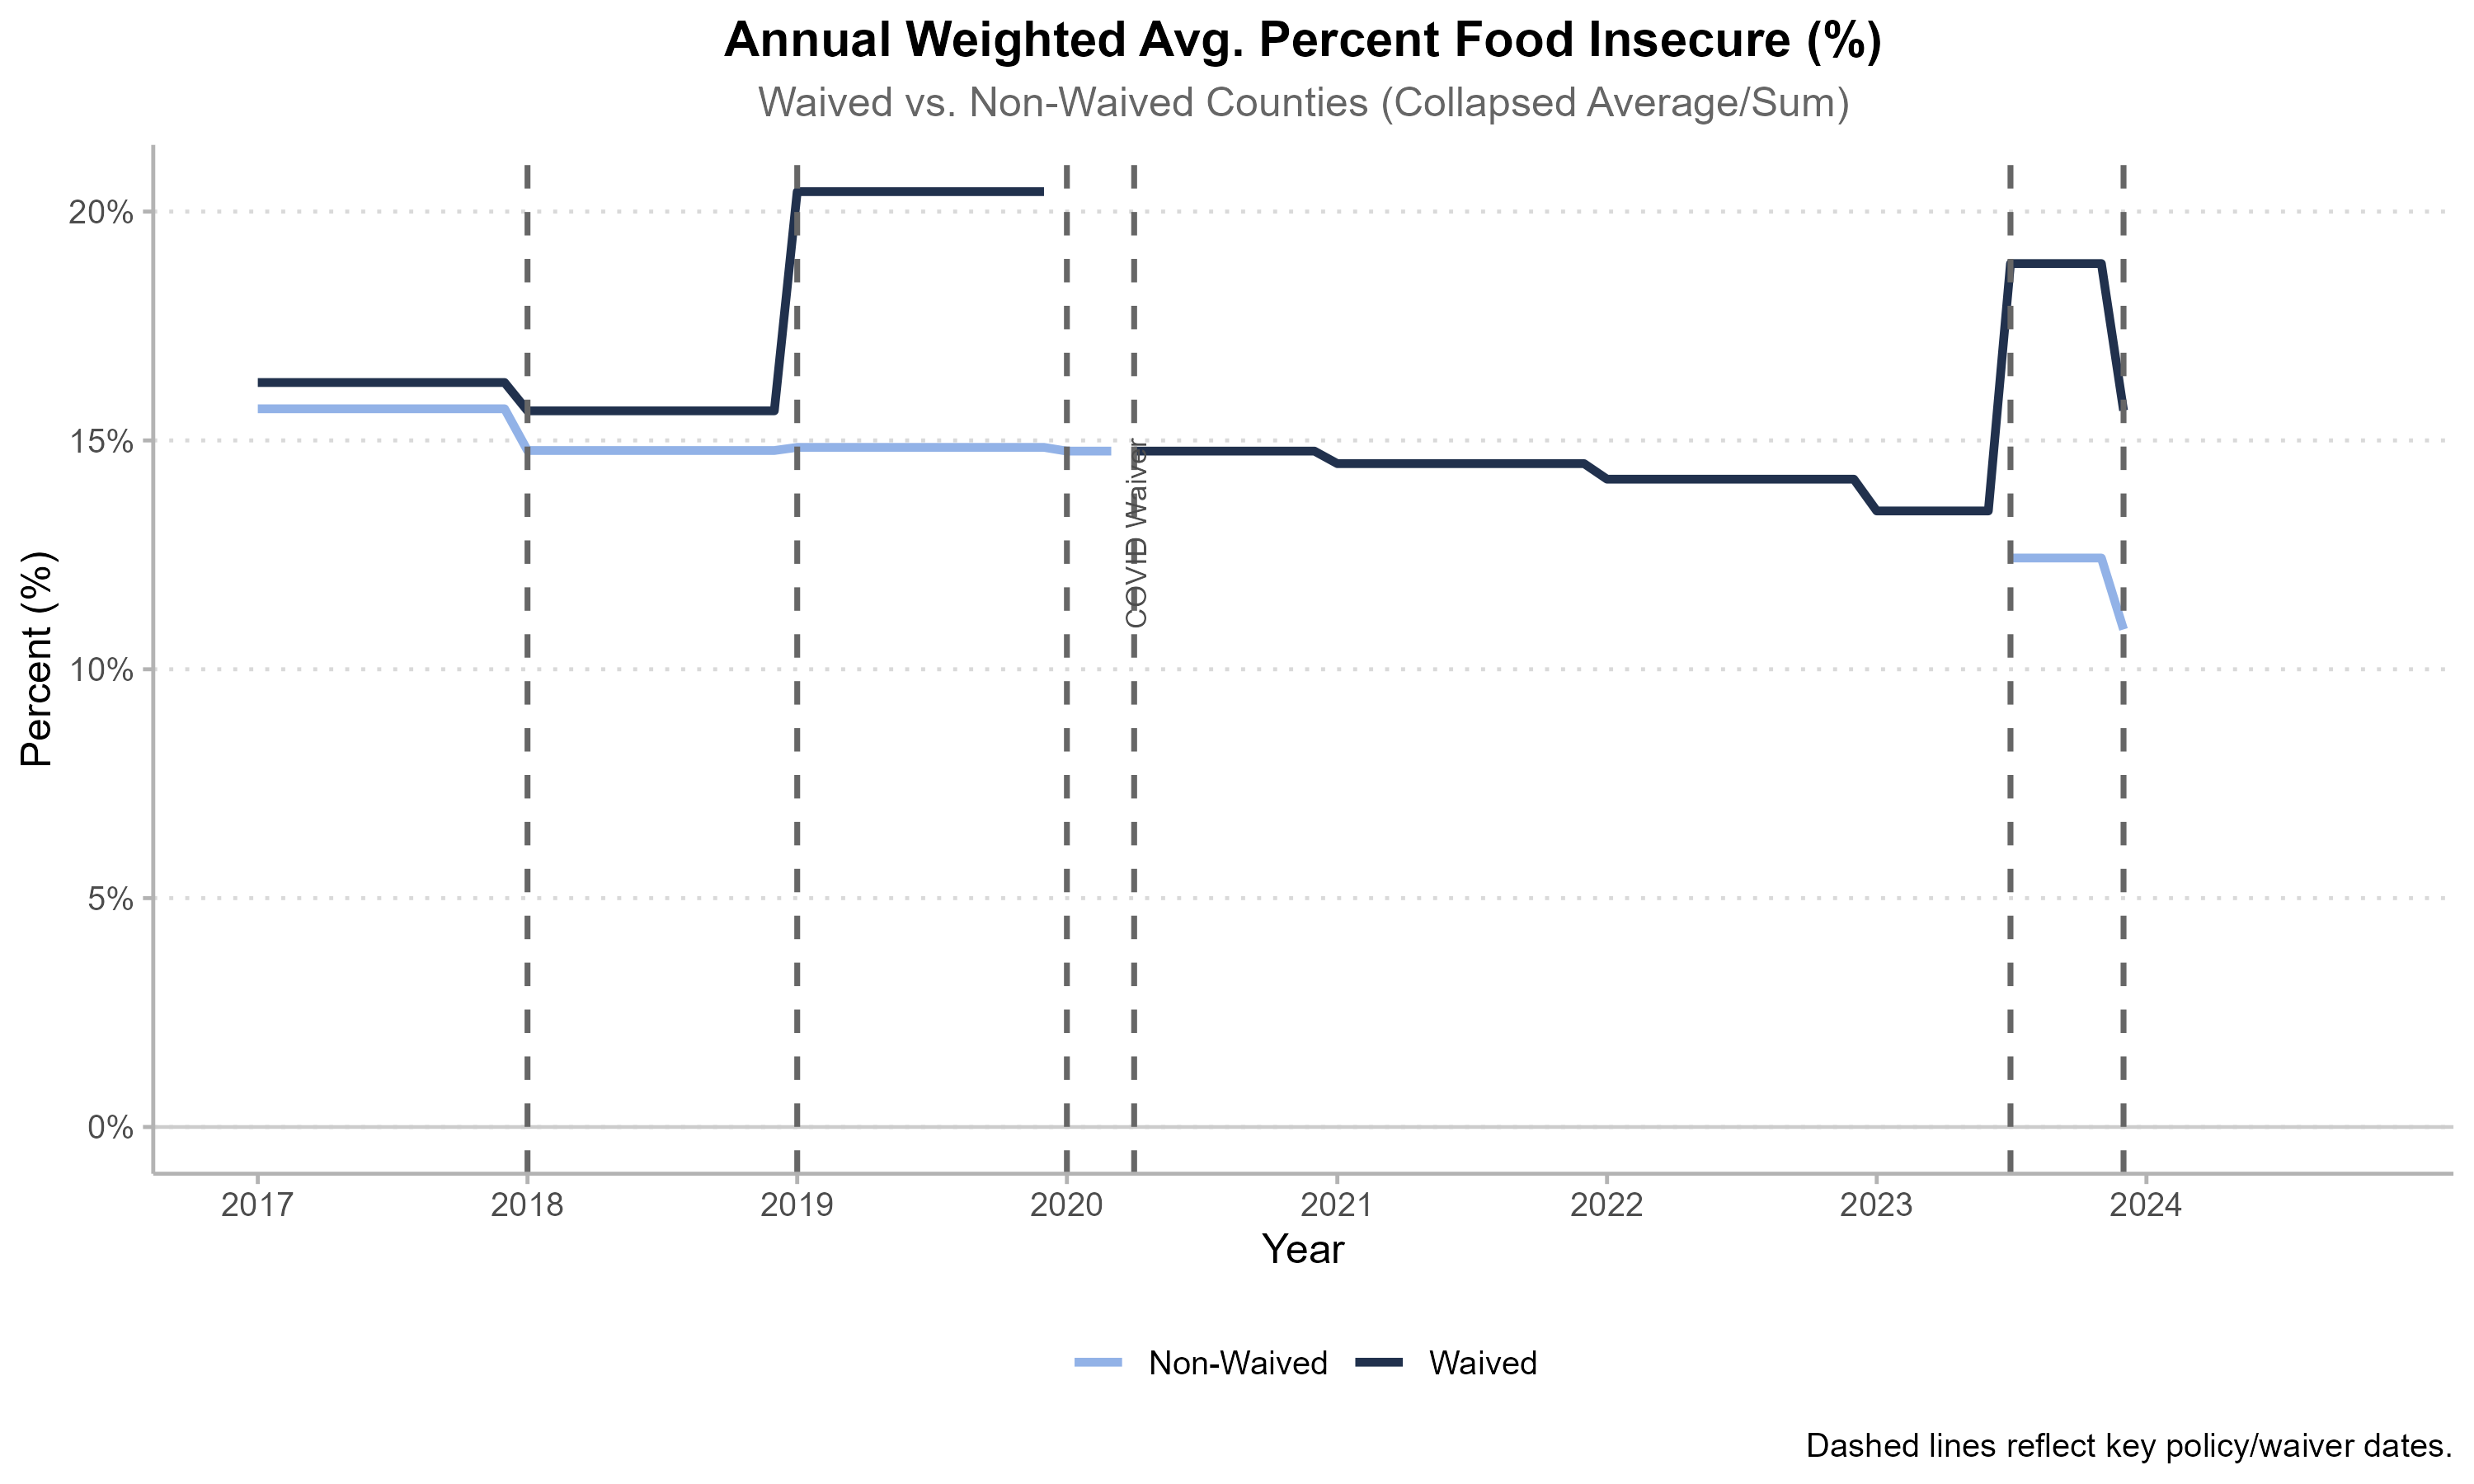 Annual Weighted Avg. Percent Food Insecure (%)
Waived vs. Non-Waived Counties (Collapsed Average/Sum)
Percent (%)
20%
15%
10%
5%
0%
COVID Waiver
2017 2018 2019 2020 2021 2022 2023 2024
Year
Non-Waived Waived
Dashed lines reflect key policy/waiver dates.